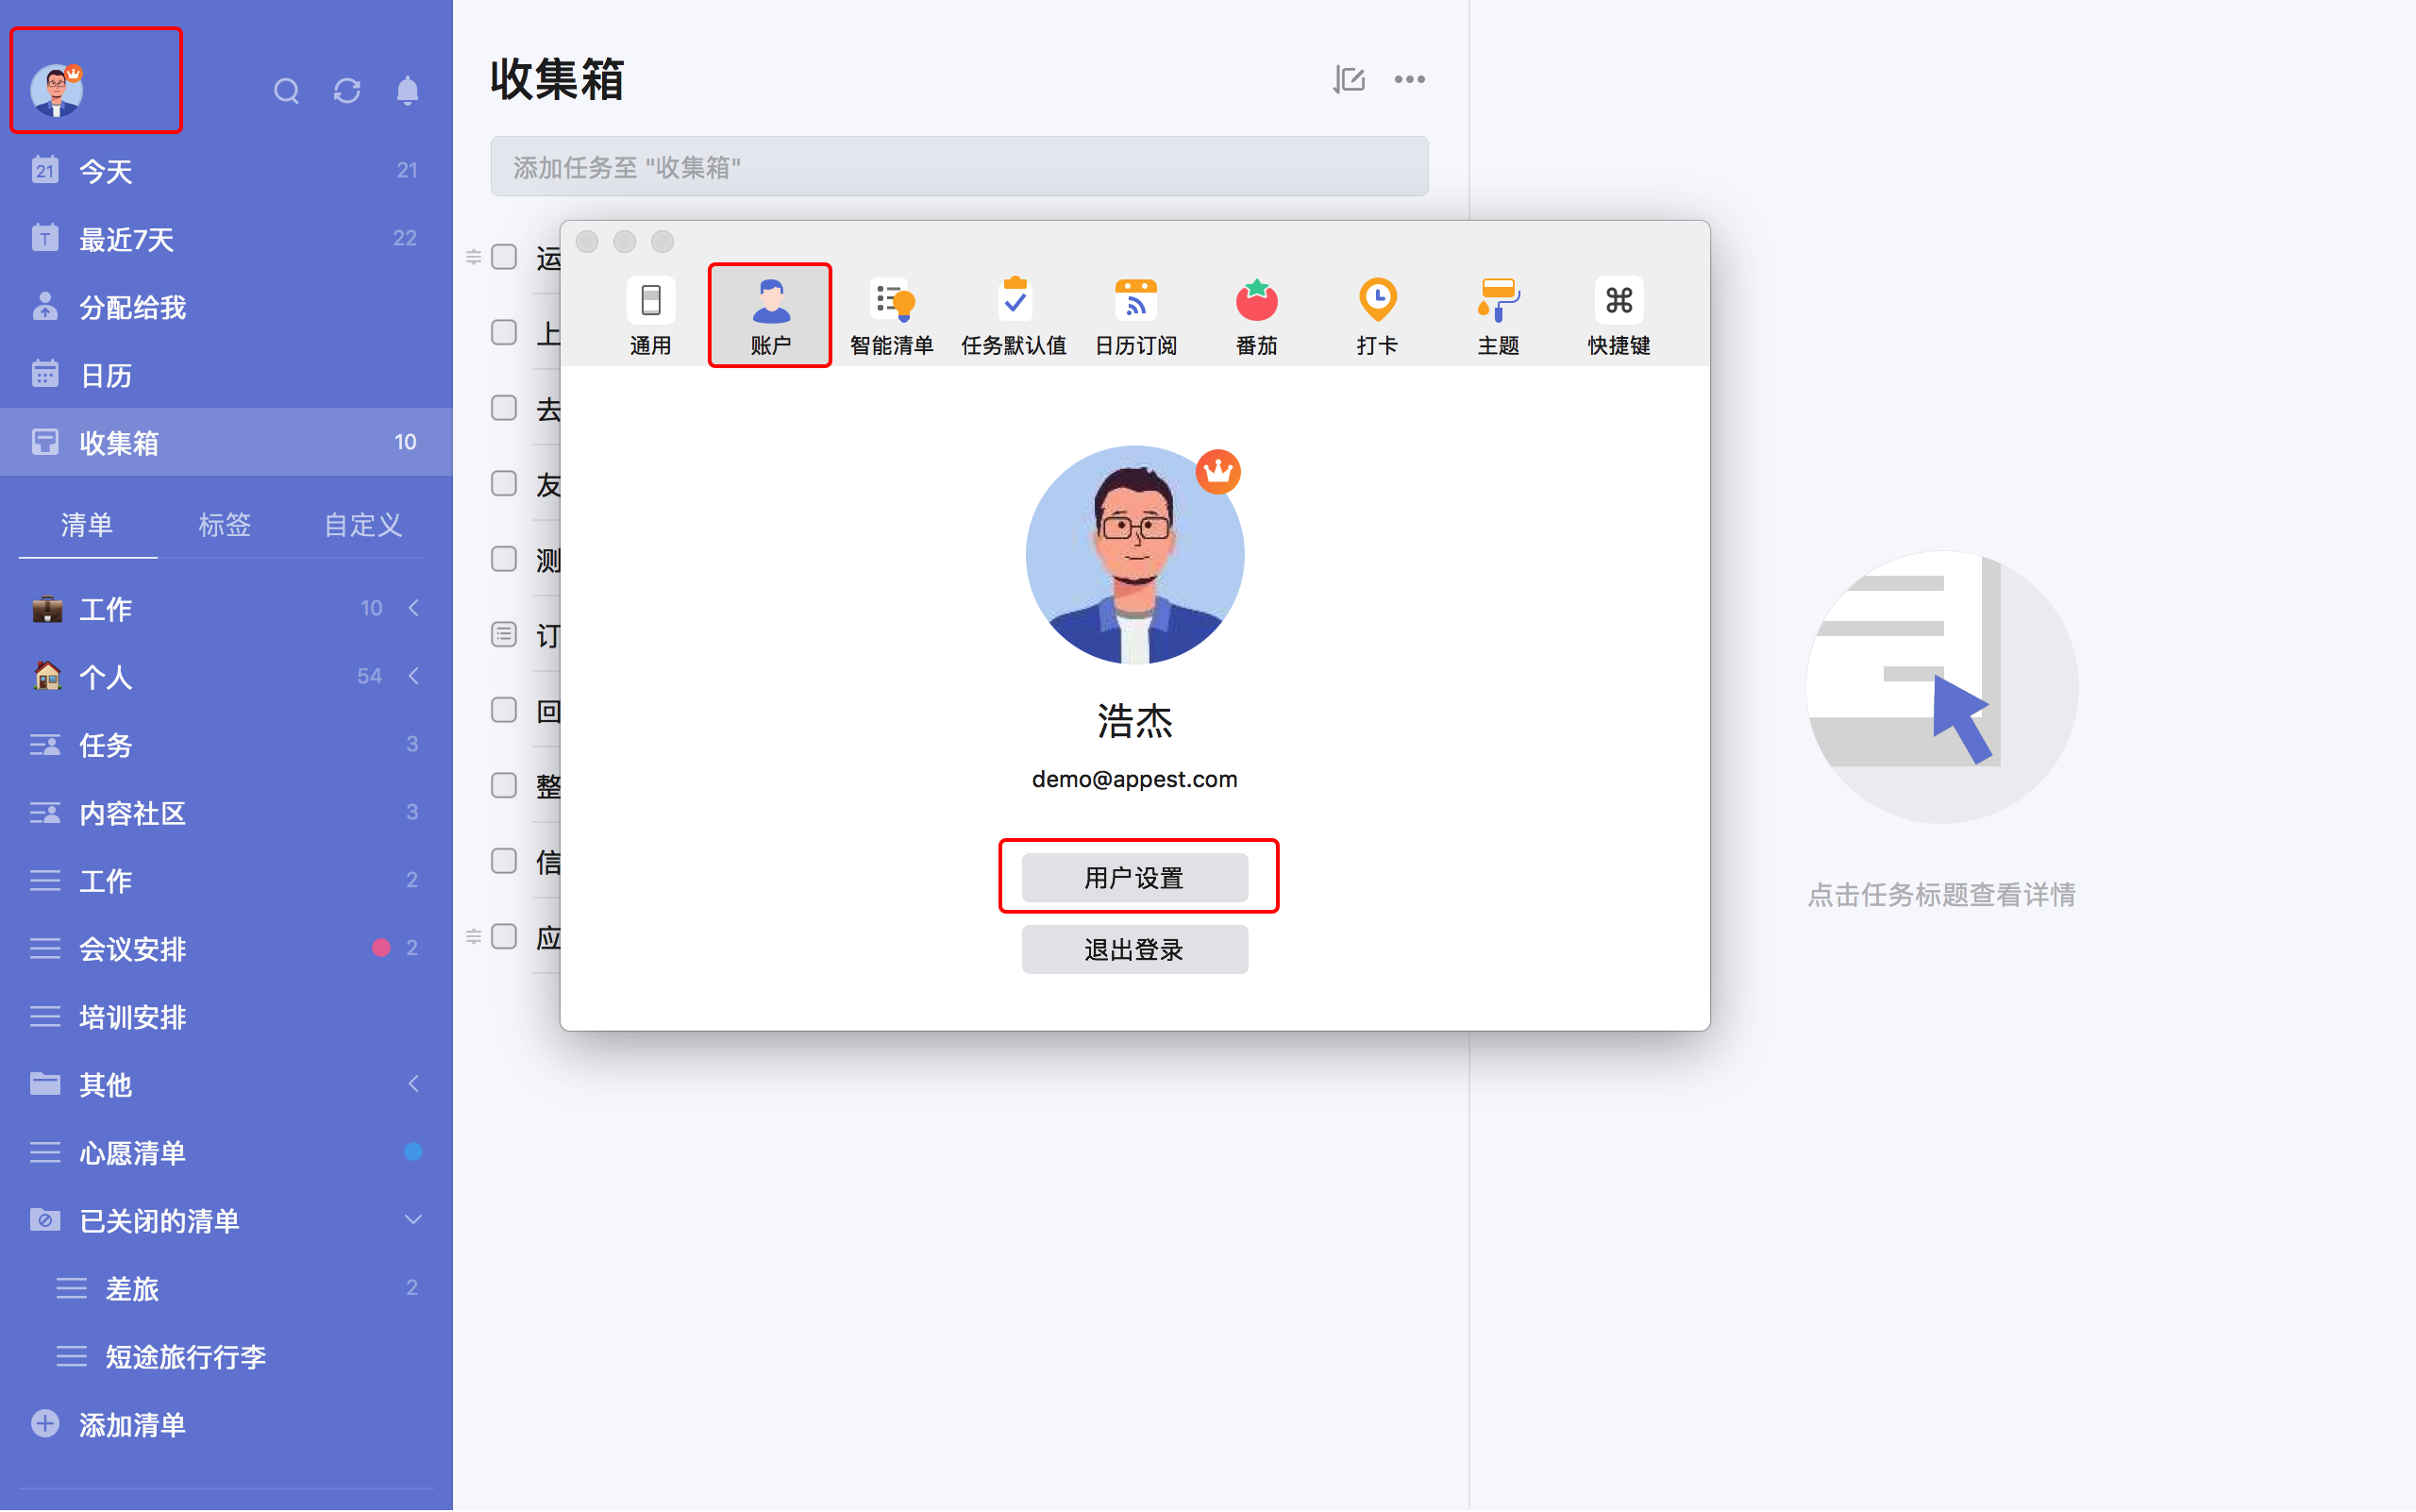 收集箱
添加任务至 "收集箱"
21 今天 21
T 最近7天 22
分配给我
日历
收集箱 10
清单 标签 自定义
工作 10
个人 54
任务 3
内容社区 3
工作 2
会议安排 2
培训安排
其他
心愿清单
已关闭的清单
差旅 2
短途旅行行李
添加清单
运
上
去
友
测
订
回
整
信
应
通用 账户 智能清单 任务默认值 日历订阅 番茄 打卡 主题 快捷键
浩杰
demo@appest.com
用户设置
退出登录
点击任务标题查看详情